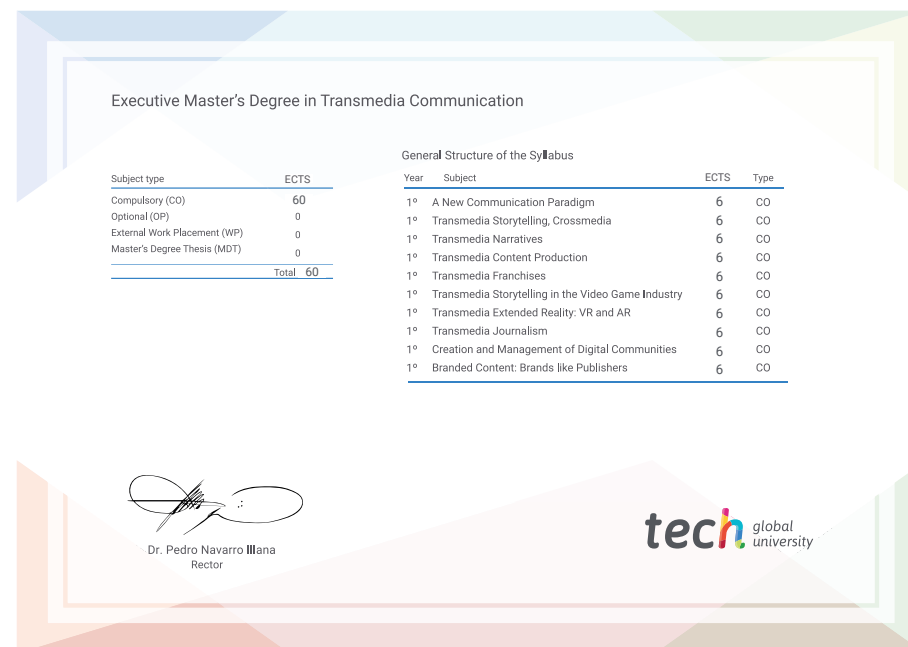 Executive Master's Degree in Transmedia Communication
Subject type ECTS
Compulsory (CO) 60
Optional (OP) 0
External Work Placement (WP) 0
Master's Degree Thesis (MDT) 0
Total 60
General Structure of the Syllabus
Year Subject ECTS Type
1º A New Communication Paradigm 6 CO
1º Transmedia Storytelling, Crossmedia 6 CO
1º Transmedia Narratives 6 CO
1º Transmedia Content Production 6 CO
1º Transmedia Franchises 6 CO
1º Transmedia Storytelling in the Video Game Industry 6 CO
1º Transmedia Extended Reality: VR and AR 6 CO
1º Transmedia Journalism 6 CO
1º Creation and Management of Digital Communities 6 CO
1º Branded Content: Brands like Publishers 6 CO
Dr. Pedro Navarro Illana
Rector
tech global
university